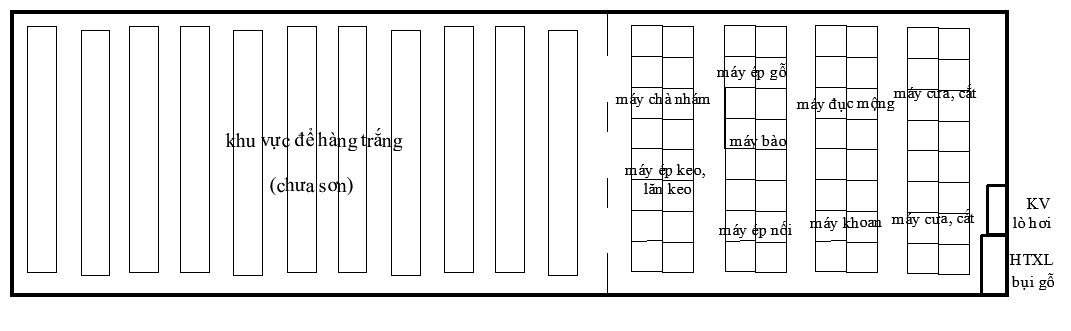 khu vực để hàng trắng
(chưa sơn)
máy chà nhám
máy ép keo,
lăn keo
máy ép gỗ
máy bào
máy ép nối
máy đục mộng
máy khoan
máy cưa, cắt
máy cưa, cắt
KV
lò hơi
HTXL
bụi gỗ